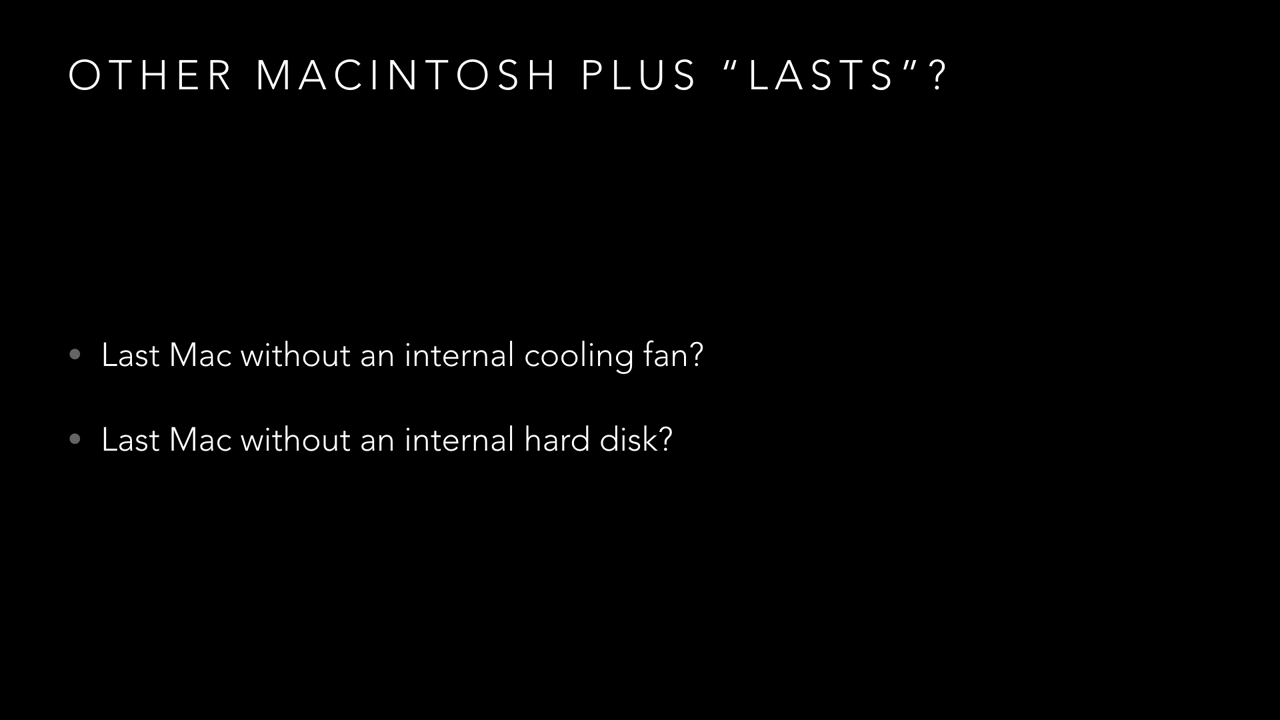 OTHER MACINTOSH PLUS “LASTS”?
• Last Mac without an internal cooling fan?
• Last Mac without an internal hard disk?